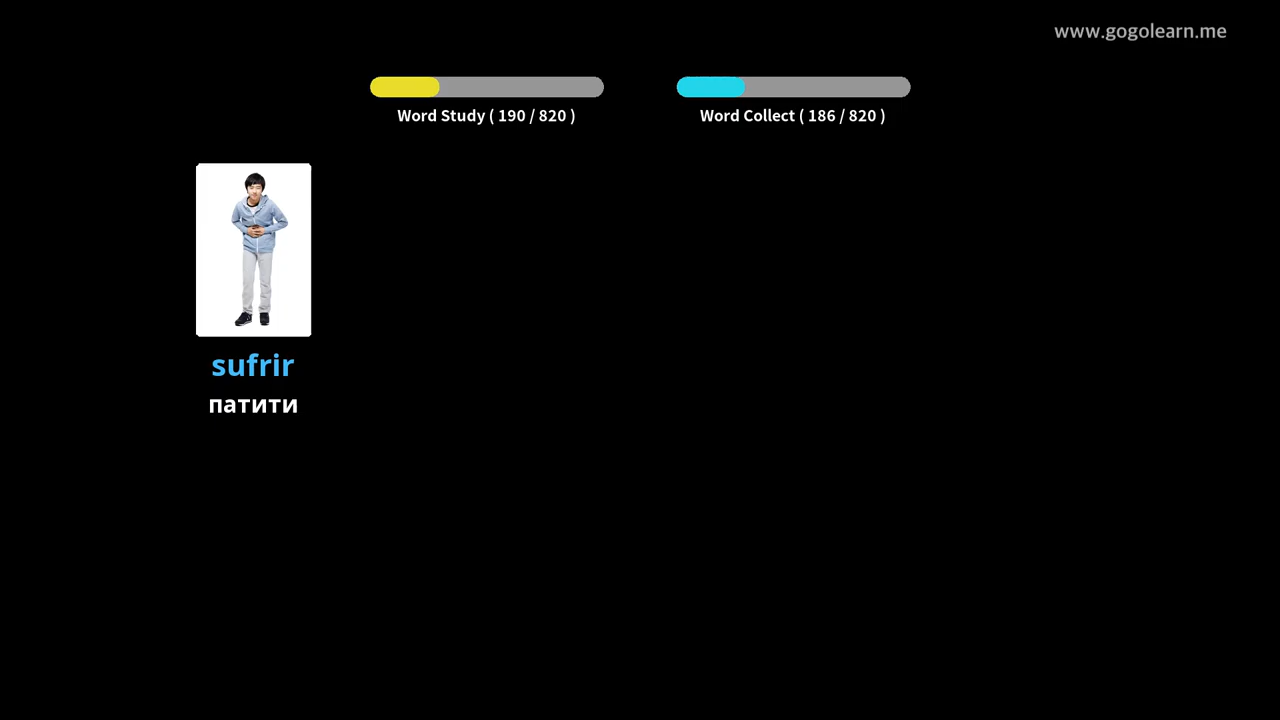 www.gogolearn.me
Word Study ( 190 / 820 )
Word Collect ( 186 / 820 )
sufrir
патити